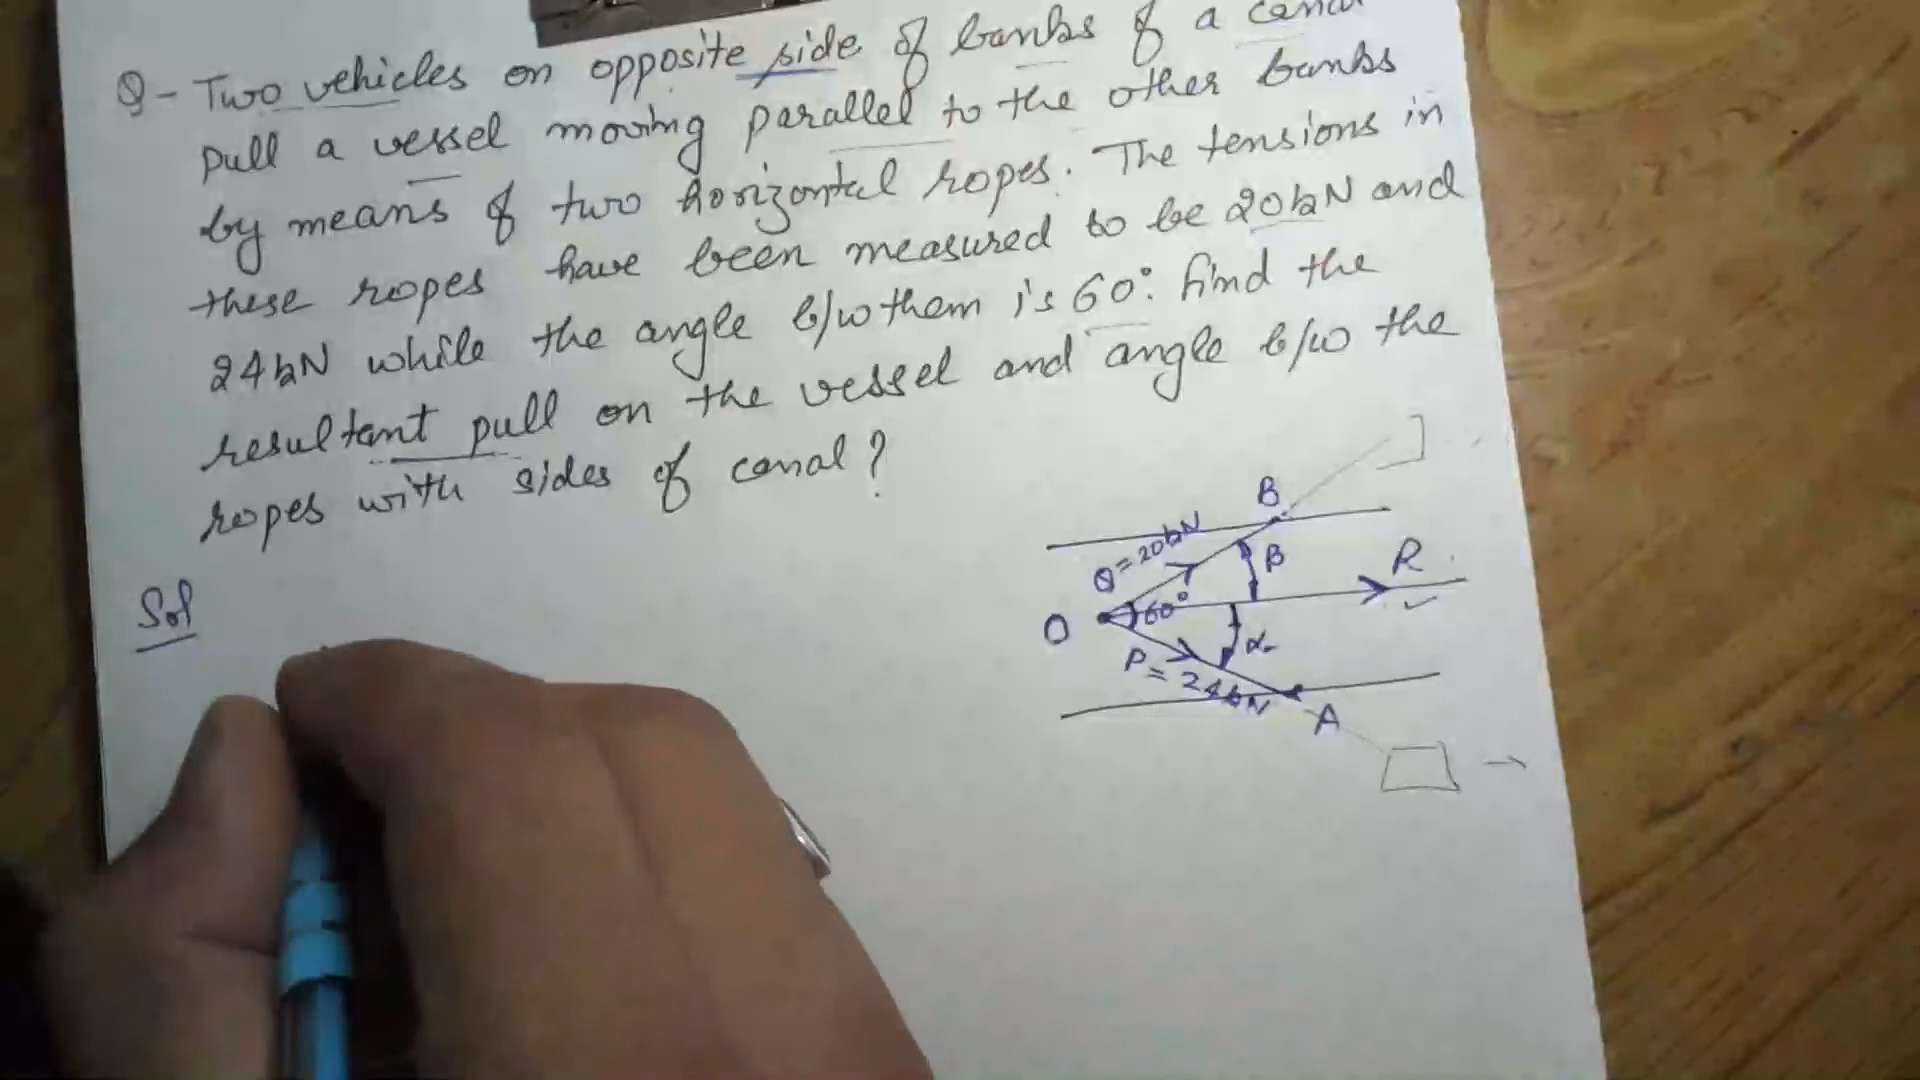 Q- Two vehicles on opposite side of banks of a canal
pull a vessel moving parallel to the other banks
by means of two horizontal ropes. The tensions in
these ropes have been measured to be 20kN and
24kN while the angle b/w them is 60°. find the
resultant pull on the vessel and angle b/w the
ropes with sides of canal?
Sol
B
Q=20kN
β
R
O
60°
α
P=24kN
A